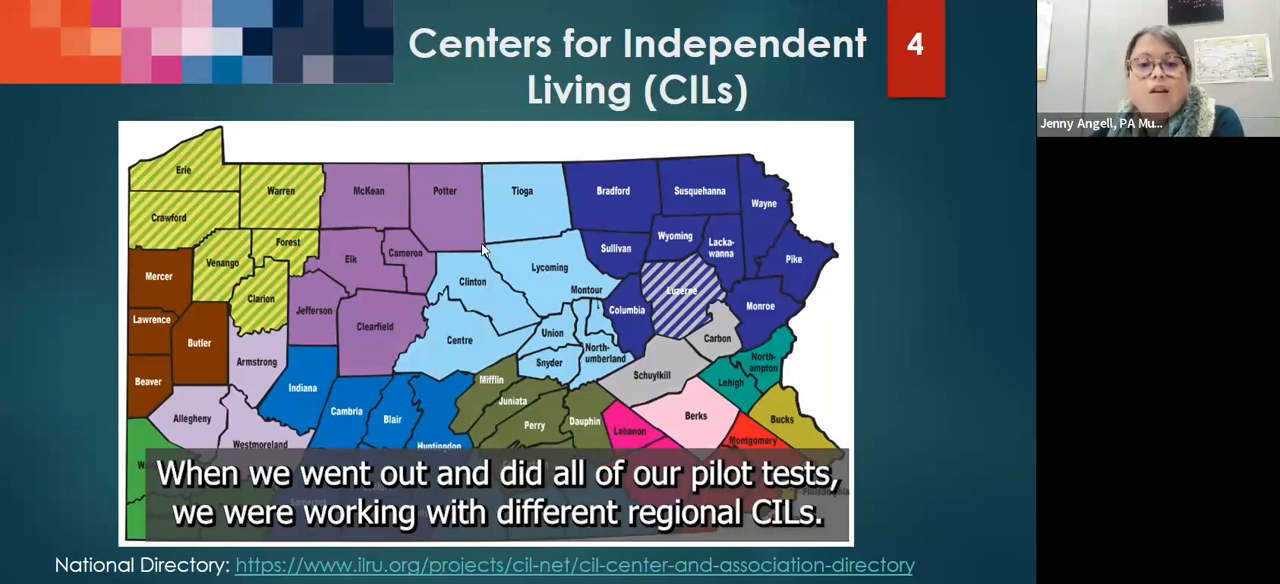 Centers for Independent
Living (CILs)
4
Jenny Angell, PA Mu...
Erie
Warren
McKean
Potter
Tioga
Bradford
Susquehanna
Wayne
Crawford
Forest
Venango
Elk
Cameron
Clinton
Lycoming
Sullivan
Wyoming
Lacka-
wanna
Pike
Mercer
Clarion
Jefferson
Clearfield
Montour
Columbia
Luzerne
Monroe
Lawrence
Butler
Armstrong
Centre
Union
North-
umberland
Snyder
Carbon
Schuylkill
North-
ampton
Lehigh
Beaver
Indiana
Cambria
Blair
Huntingdon
Mifflin
Juniata
Perry
Dauphin
Lebanon
Berks
Bucks
Montgomery
Allegheny
Westmoreland
Somerset
Philadelphia
When we went out and did all of our pilot tests,
we were working with different regional CILs.
National Directory: https://www.ilru.org/projects/cil-net/cil-center-and-association-directory